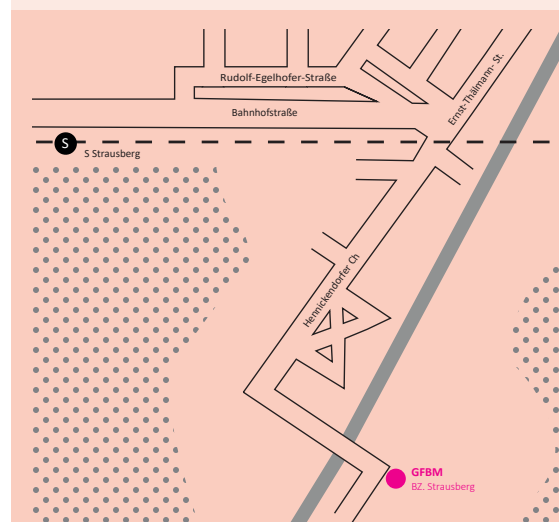 Rudolf-Egelhofer-Straße
Ernst-Thälmann- St.
Bahnhofstraße
S
S Strausberg
Hennickendorfer Ch
GFBM
BZ. Strausberg